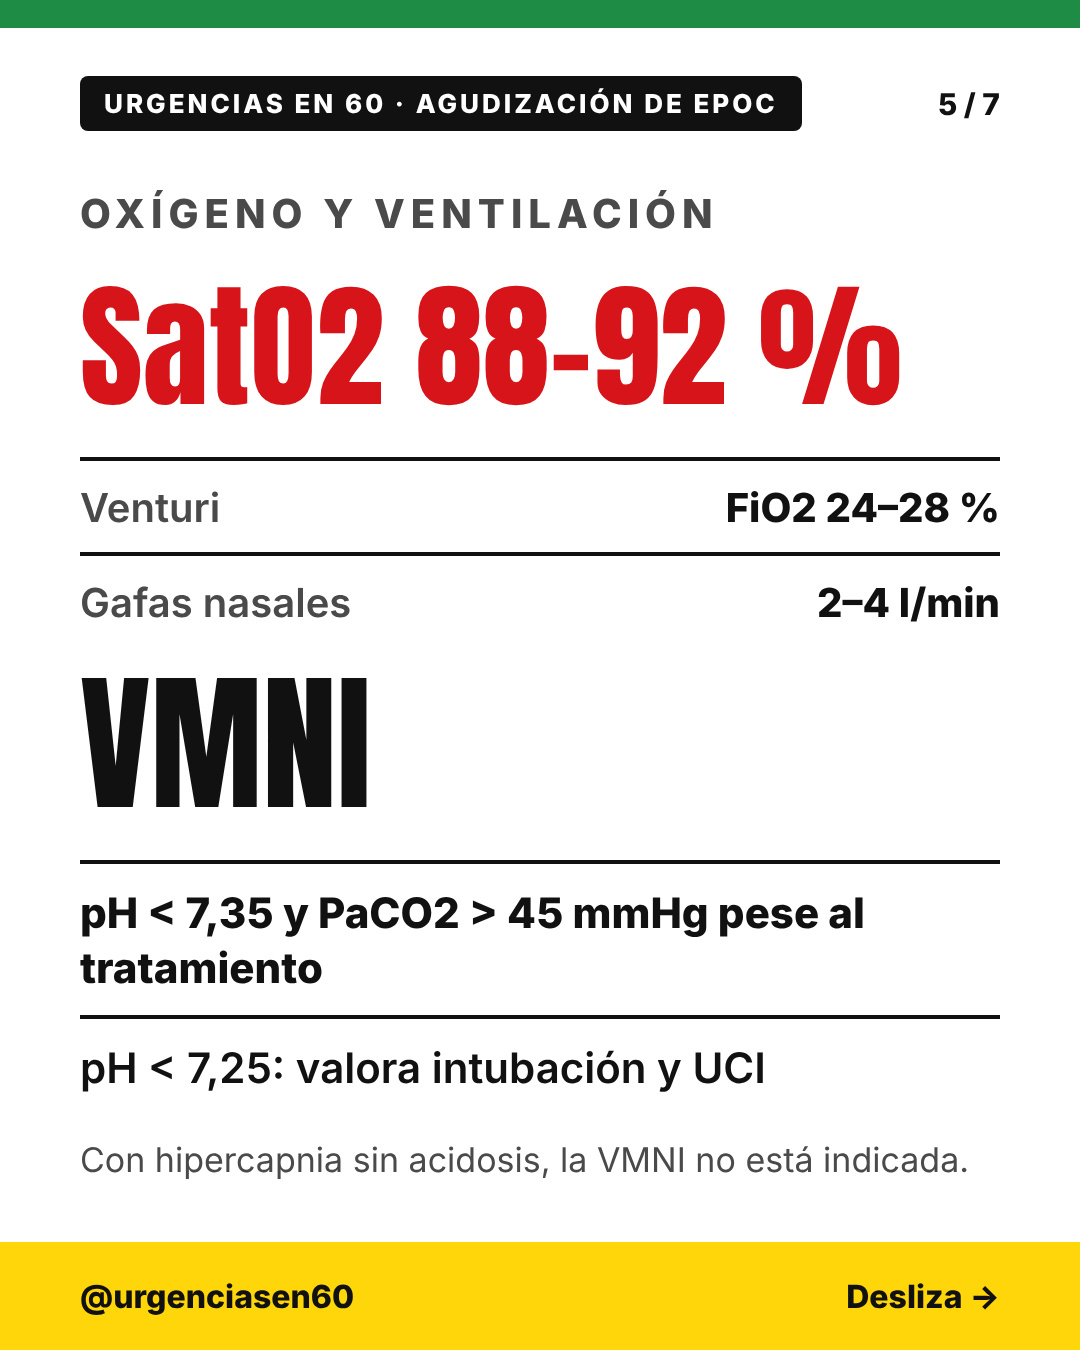 URGENCIAS EN 60 · AGUDIZACIÓN DE EPOC
5 / 7
OXÍGENO Y VENTILACIÓN
SatO2 88-92 %
Venturi FiO2 24–28 %
Gafas nasales 2–4 l/min
VMNI
pH < 7,35 y PaCO2 > 45 mmHg pese al
tratamiento
pH < 7,25: valora intubación y UCI
Con hipercapnia sin acidosis, la VMNI no está indicada.
@urgenciasen60 Desliza →